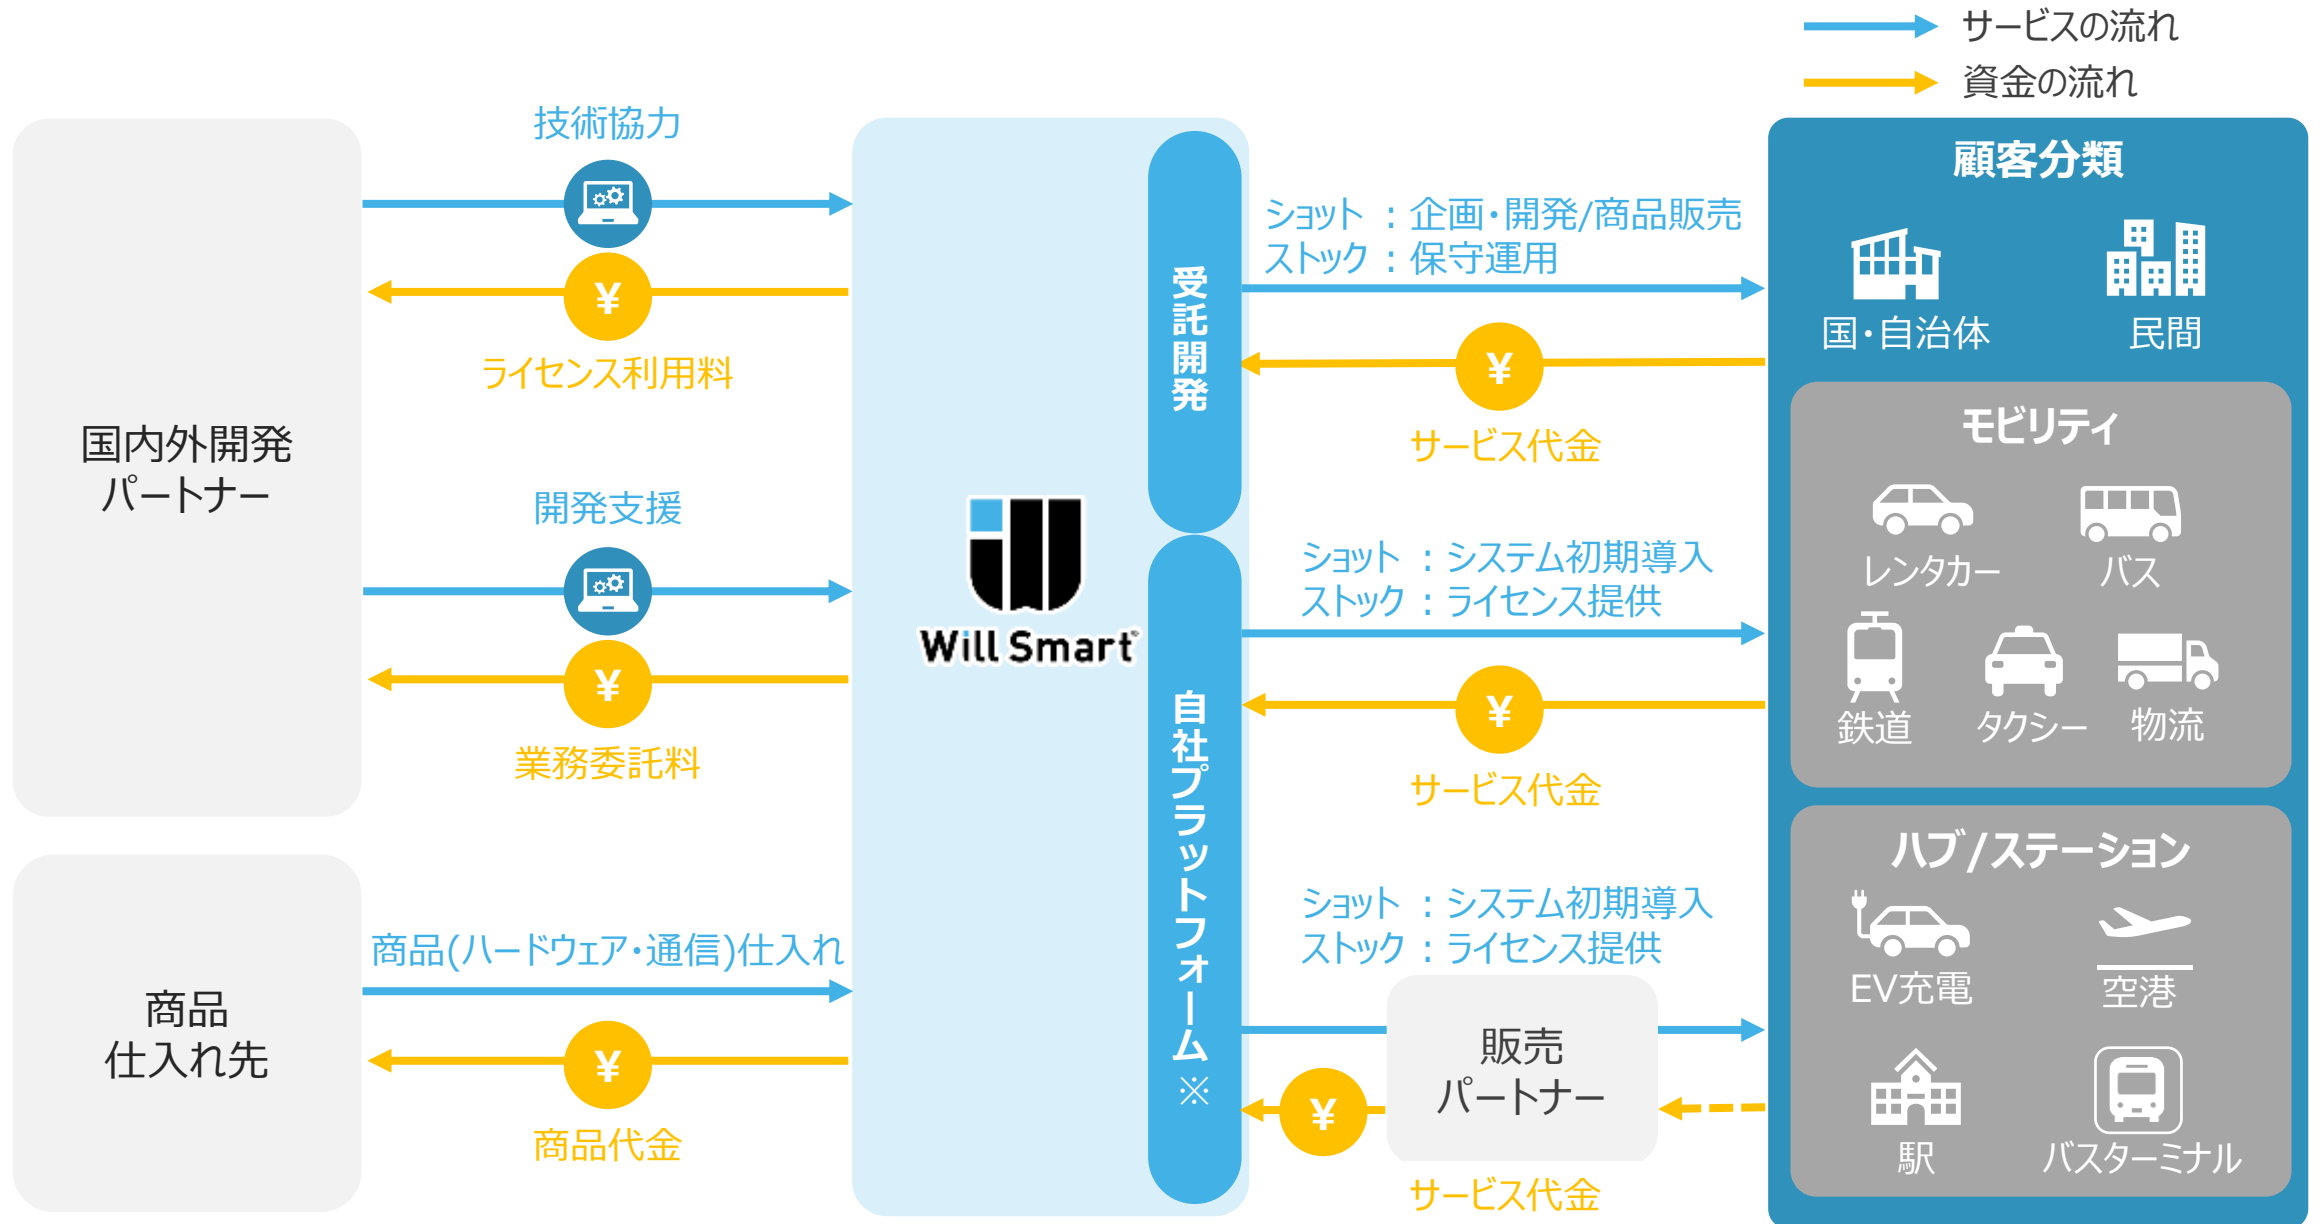 サービスの流れ
資金の流れ
国内外開発
パートナー
商品
仕入れ先
技術協力
¥
ライセンス利用料
開発支援
¥
業務委託料
商品(ハードウェア・通信)仕入れ
¥
商品代金
Will Smart
受託開発
自社プラットフォーム※
ショット ：企画・開発/商品販売
ストック ：保守運用
¥
サービス代金
ショット ：システム初期導入
ストック ：ライセンス提供
¥
サービス代金
ショット ：システム初期導入
ストック ：ライセンス提供
販売
パートナー
¥
サービス代金
顧客分類
国・自治体
民間
モビリティ
レンタカー
バス
鉄道
タクシー
物流
ハブ/ステーション
EV充電
空港
駅
バスターミナル